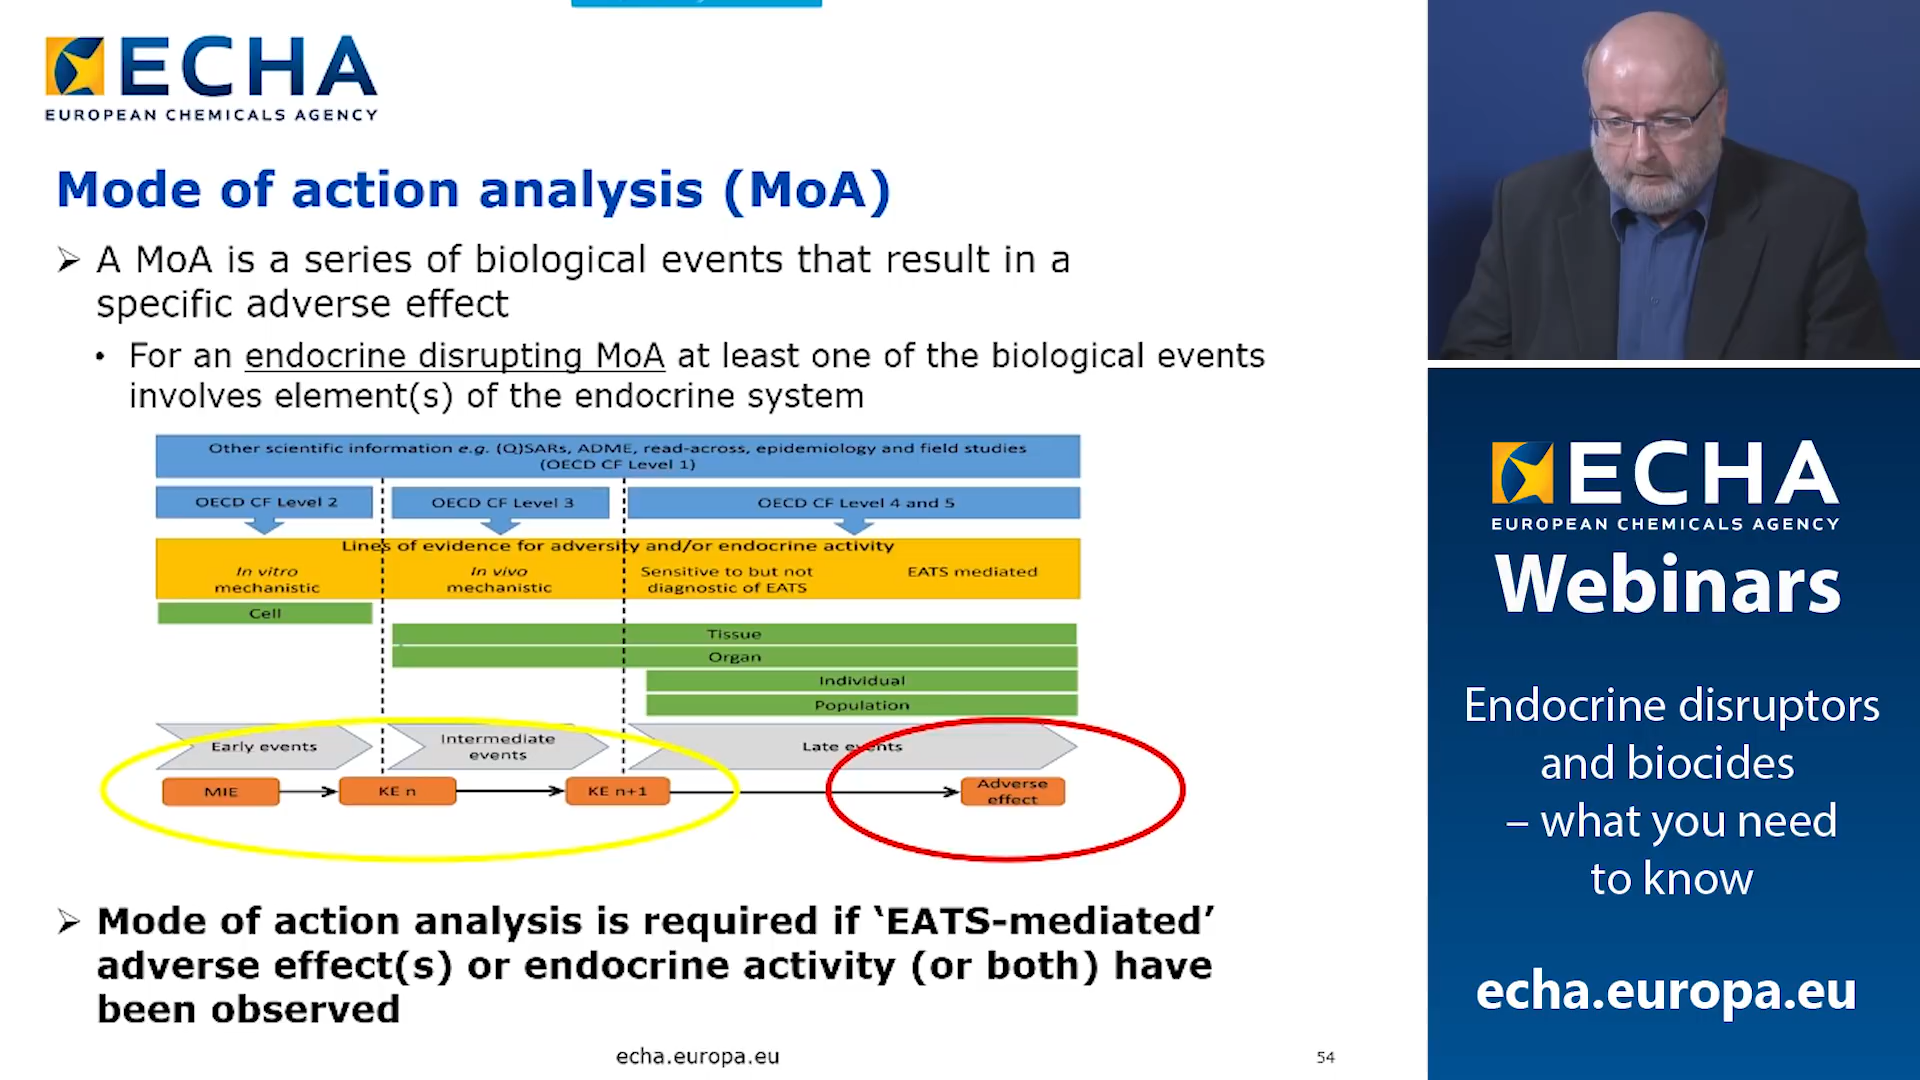 ECHA
EUROPEAN CHEMICALS AGENCY
Mode of action analysis (MoA)
➢ A MoA is a series of biological events that result in a
specific adverse effect
• For an endocrine disrupting MoA at least one of the biological events
involves element(s) of the endocrine system
Other scientific information e.g. (Q)SARs, ADME, read-across, epidemiology and field studies
(OECD CF Level 1)
OECD CF Level 2
OECD CF Level 3
OECD CF Level 4 and 5
Lines of evidence for adversity and/or endocrine activity
In vitro
mechanistic
In vivo
mechanistic
Sensitive to but not
diagnostic of EATS
EATS mediated
Cell
Tissue
Organ
Individual
Population
Early events
Intermediate
events
Late events
MIE
KE n
KE n+1
Adverse
effect
➢ Mode of action analysis is required if ‘EATS-mediated’
adverse effect(s) or endocrine activity (or both) have
been observed
echa.europa.eu
54
ECHA
EUROPEAN CHEMICALS AGENCY
Webinars
Endocrine disruptors
and biocides
– what you need
to know
echa.europa.eu